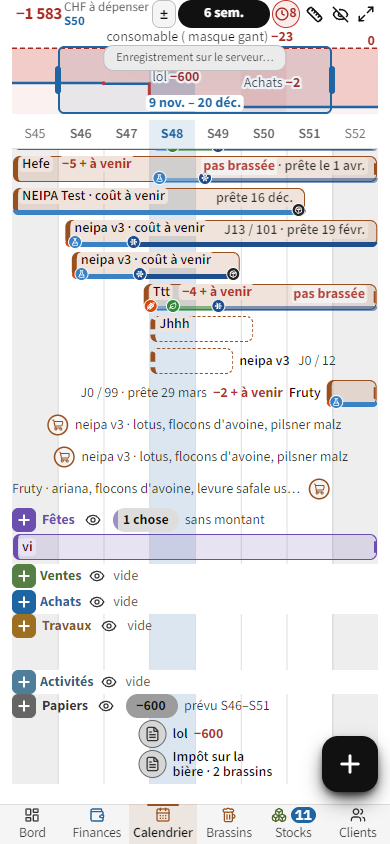 −1 583 CHF à dépenser
S50
±
6 sem.
8
consomable ( masque gant) −23
0
Enregistrement sur le serveur…
lol −600
Achats −2
9 nov. – 20 déc.
S45 S46 S47 S48 S49 S50 S51 S52
Hefe −5 + à venir pas brassée · prête le 1 avr.
NEIPA Test · coût à venir prête 16 déc.
neipa v3 · coût à venir J13 / 101 · prête 19 févr.
neipa v3 · coût à venir
Ttt −4 + à venir pas brassée
Jhhh
neipa v3 J0 / 12
J0 / 99 · prête 29 mars −2 + à venir Fruty
neipa v3 · lotus, flocons d'avoine, pilsner malz
neipa v3 · lotus, flocons d'avoine, pilsner malz
Fruty · ariana, flocons d'avoine, levure safale us…
Fêtes 1 chose sans montant
vi
Ventes vide
Achats vide
Travaux vide
Activités vide
Papiers −600 prévu S46–S51
lol −600
Impôt sur la
bière · 2 brassins
Bord Finances Calendrier Brassins Stocks 11 Clients